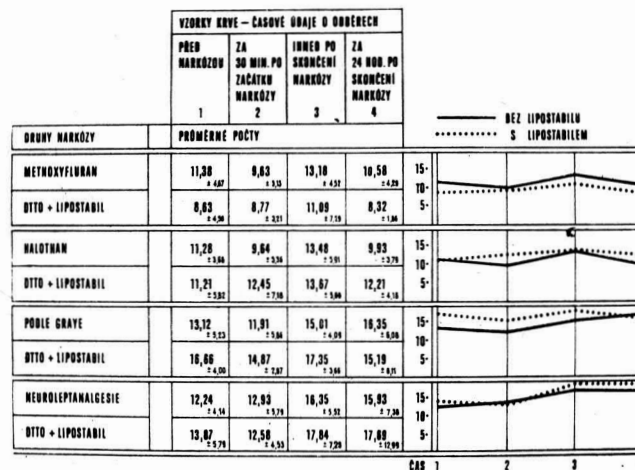 VZORKY KRVE – ČASOVÉ ÚDAJE O ODBĚRECH
PŘED NARKÓZOU 1
ZA 30 MIN. PO ZAČÁTKU NARKÓZY 2
IHNED PO SKONČENÍ NARKÓZY 3
ZA 24 HOD. PO SKONČENÍ NARKÓZY 4
BEZ LIPOSTABILU
S LIPOSTABILEM
DRUHY NARKÓZY PRŮMĚRNÉ POČTY
METHOXYFLURAN 11,38 9,63 13,18 10,58
15 10 5
OTTO + LIPOSTABIL 8,63 8,77 11,09 8,32
HALOTHAN 11,28 9,64 13,48 9,93
15 10 5
OTTO + LIPOSTABIL 11,21 12,45 13,67 12,21
PODLE GRAYE 13,12 11,91 15,01 16,35
15 10 5
OTTO + LIPOSTABIL 16,66 14,87 17,35 15,19
NEUROLEPTANALGESIE 12,24 12,93 16,35 15,93
15 10 5
OTTO + LIPOSTABIL 13,87 12,58 17,84 17,69
ČAS 1 2 3